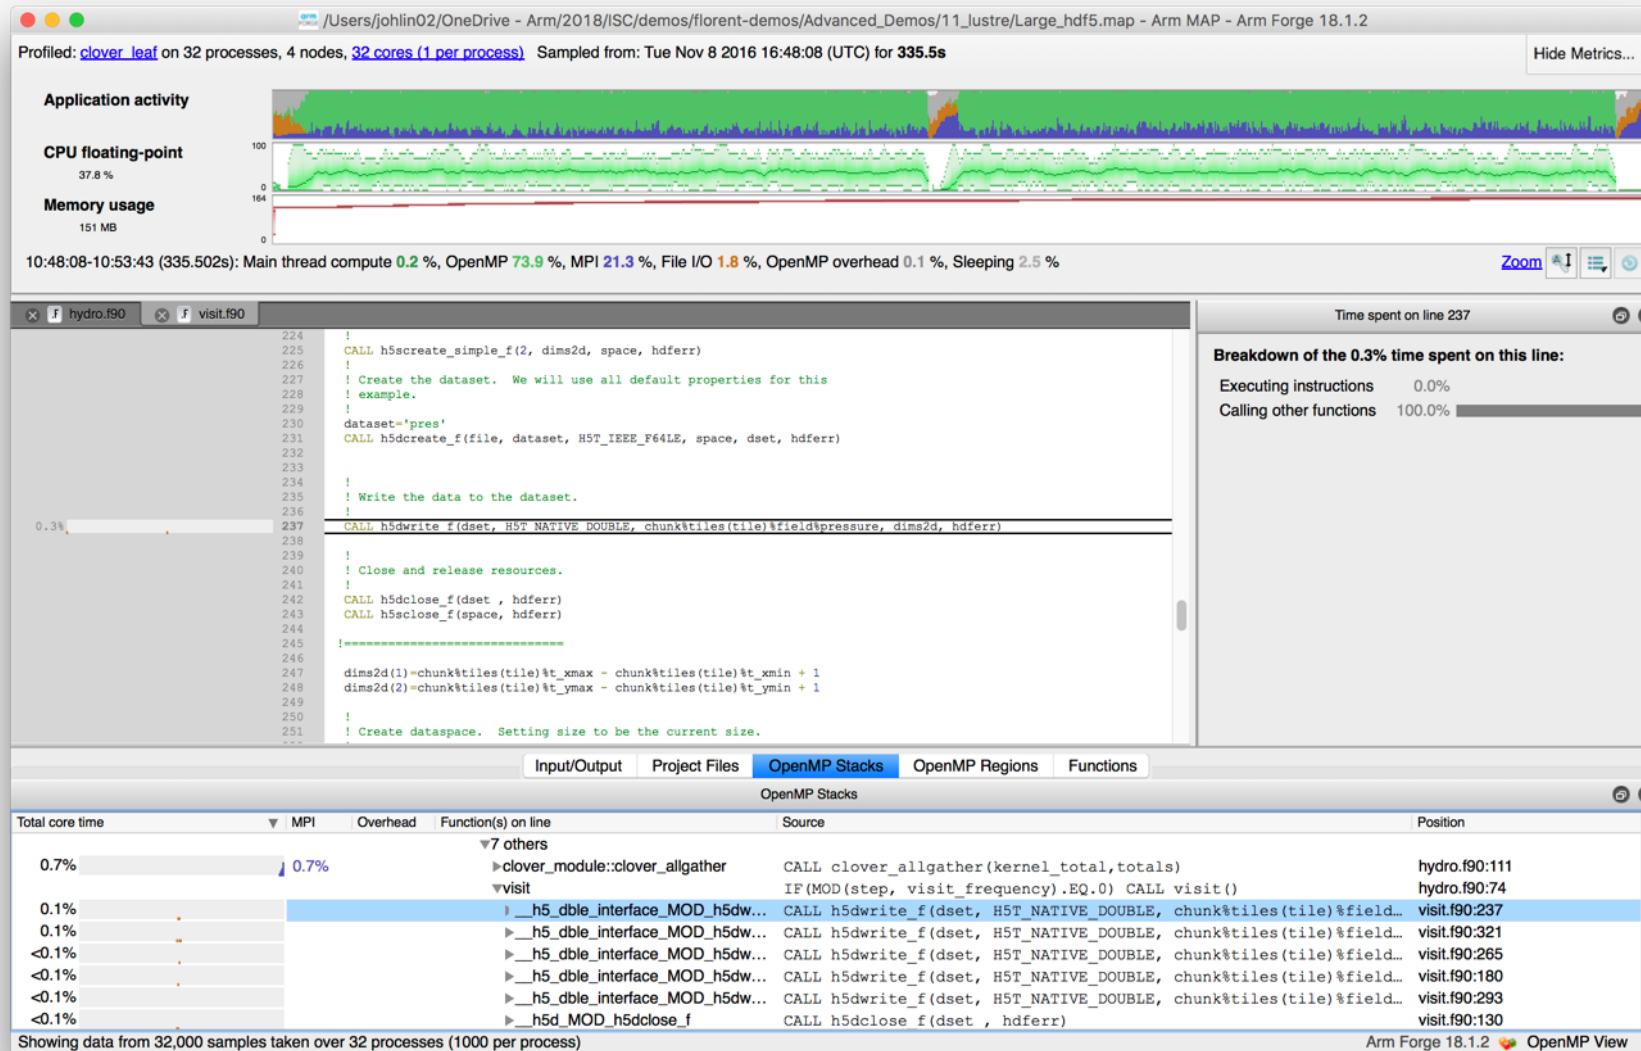 /Users/johlin02/OneDrive - Arm/2018/ISC/demos/florent-demos/Advanced_Demos/11_lustre/Large_hdf5.map - Arm MAP - Arm Forge 18.1.2
Profiled: clover_leaf on 32 processes, 4 nodes, 32 cores (1 per process) Sampled from: Tue Nov 8 2016 16:48:08 (UTC) for 335.5s
Hide Metrics...
Application activity
CPU floating-point
37.8 %
100
0
Memory usage
151 MB
164
0
10:48:08-10:53:43 (335.502s): Main thread compute 0.2 %, OpenMP 73.9 %, MPI 21.3 %, File I/O 1.8 %, OpenMP overhead 0.1 %, Sleeping 2.5 %
Zoom
hydro.f90
visit.f90
Time spent on line 237
224 !
225 CALL h5screate_simple_f(2, dims2d, space, hdferr)
226 !
227 ! Create the dataset. We will use all default properties for this
228 ! example.
229 !
230 dataset='pres'
231 CALL h5dcreate_f(file, dataset, H5T_IEEE_F64LE, space, dset, hdferr)
232
233
234 !
235 ! Write the data to the dataset.
236 !
0.3% 237 CALL h5dwrite_f(dset, H5T_NATIVE_DOUBLE, chunk%tiles(tile)%field%pressure, dims2d, hdferr)
238
239 !
240 ! Close and release resources.
241 !
242 CALL h5dclose_f(dset , hdferr)
243 CALL h5sclose_f(space, hdferr)
244
245 !==============================
246
247 dims2d(1)=chunk%tiles(tile)%t_xmax - chunk%tiles(tile)%t_xmin + 1
248 dims2d(2)=chunk%tiles(tile)%t_ymax - chunk%tiles(tile)%t_ymin + 1
249
250 !
251 ! Create dataspace. Setting size to be the current size.
Breakdown of the 0.3% time spent on this line:
Executing instructions 0.0%
Calling other functions 100.0%
Input/Output Project Files OpenMP Stacks OpenMP Regions Functions
OpenMP Stacks
Total core time MPI Overhead Function(s) on line Source Position
7 others
0.7% 0.7% clover_module::clover_allgather CALL clover_allgather(kernel_total,totals) hydro.f90:111
visit IF(MOD(step, visit_frequency).EQ.0) CALL visit() hydro.f90:74
0.1% __h5_dble_interface_MOD_h5dw... CALL h5dwrite_f(dset, H5T_NATIVE_DOUBLE, chunk%tiles(tile)%field... visit.f90:237
0.1% __h5_dble_interface_MOD_h5dw... CALL h5dwrite_f(dset, H5T_NATIVE_DOUBLE, chunk%tiles(tile)%field... visit.f90:321
<0.1% __h5_dble_interface_MOD_h5dw... CALL h5dwrite_f(dset, H5T_NATIVE_DOUBLE, chunk%tiles(tile)%field... visit.f90:265
<0.1% __h5_dble_interface_MOD_h5dw... CALL h5dwrite_f(dset, H5T_NATIVE_DOUBLE, chunk%tiles(tile)%field... visit.f90:180
<0.1% __h5_dble_interface_MOD_h5dw... CALL h5dwrite_f(dset, H5T_NATIVE_DOUBLE, chunk%tiles(tile)%field... visit.f90:293
<0.1% __h5d_MOD_h5dclose_f CALL h5dclose_f(dset , hdferr) visit.f90:130
Showing data from 32,000 samples taken over 32 processes (1000 per process)
Arm Forge 18.1.2 OpenMP View